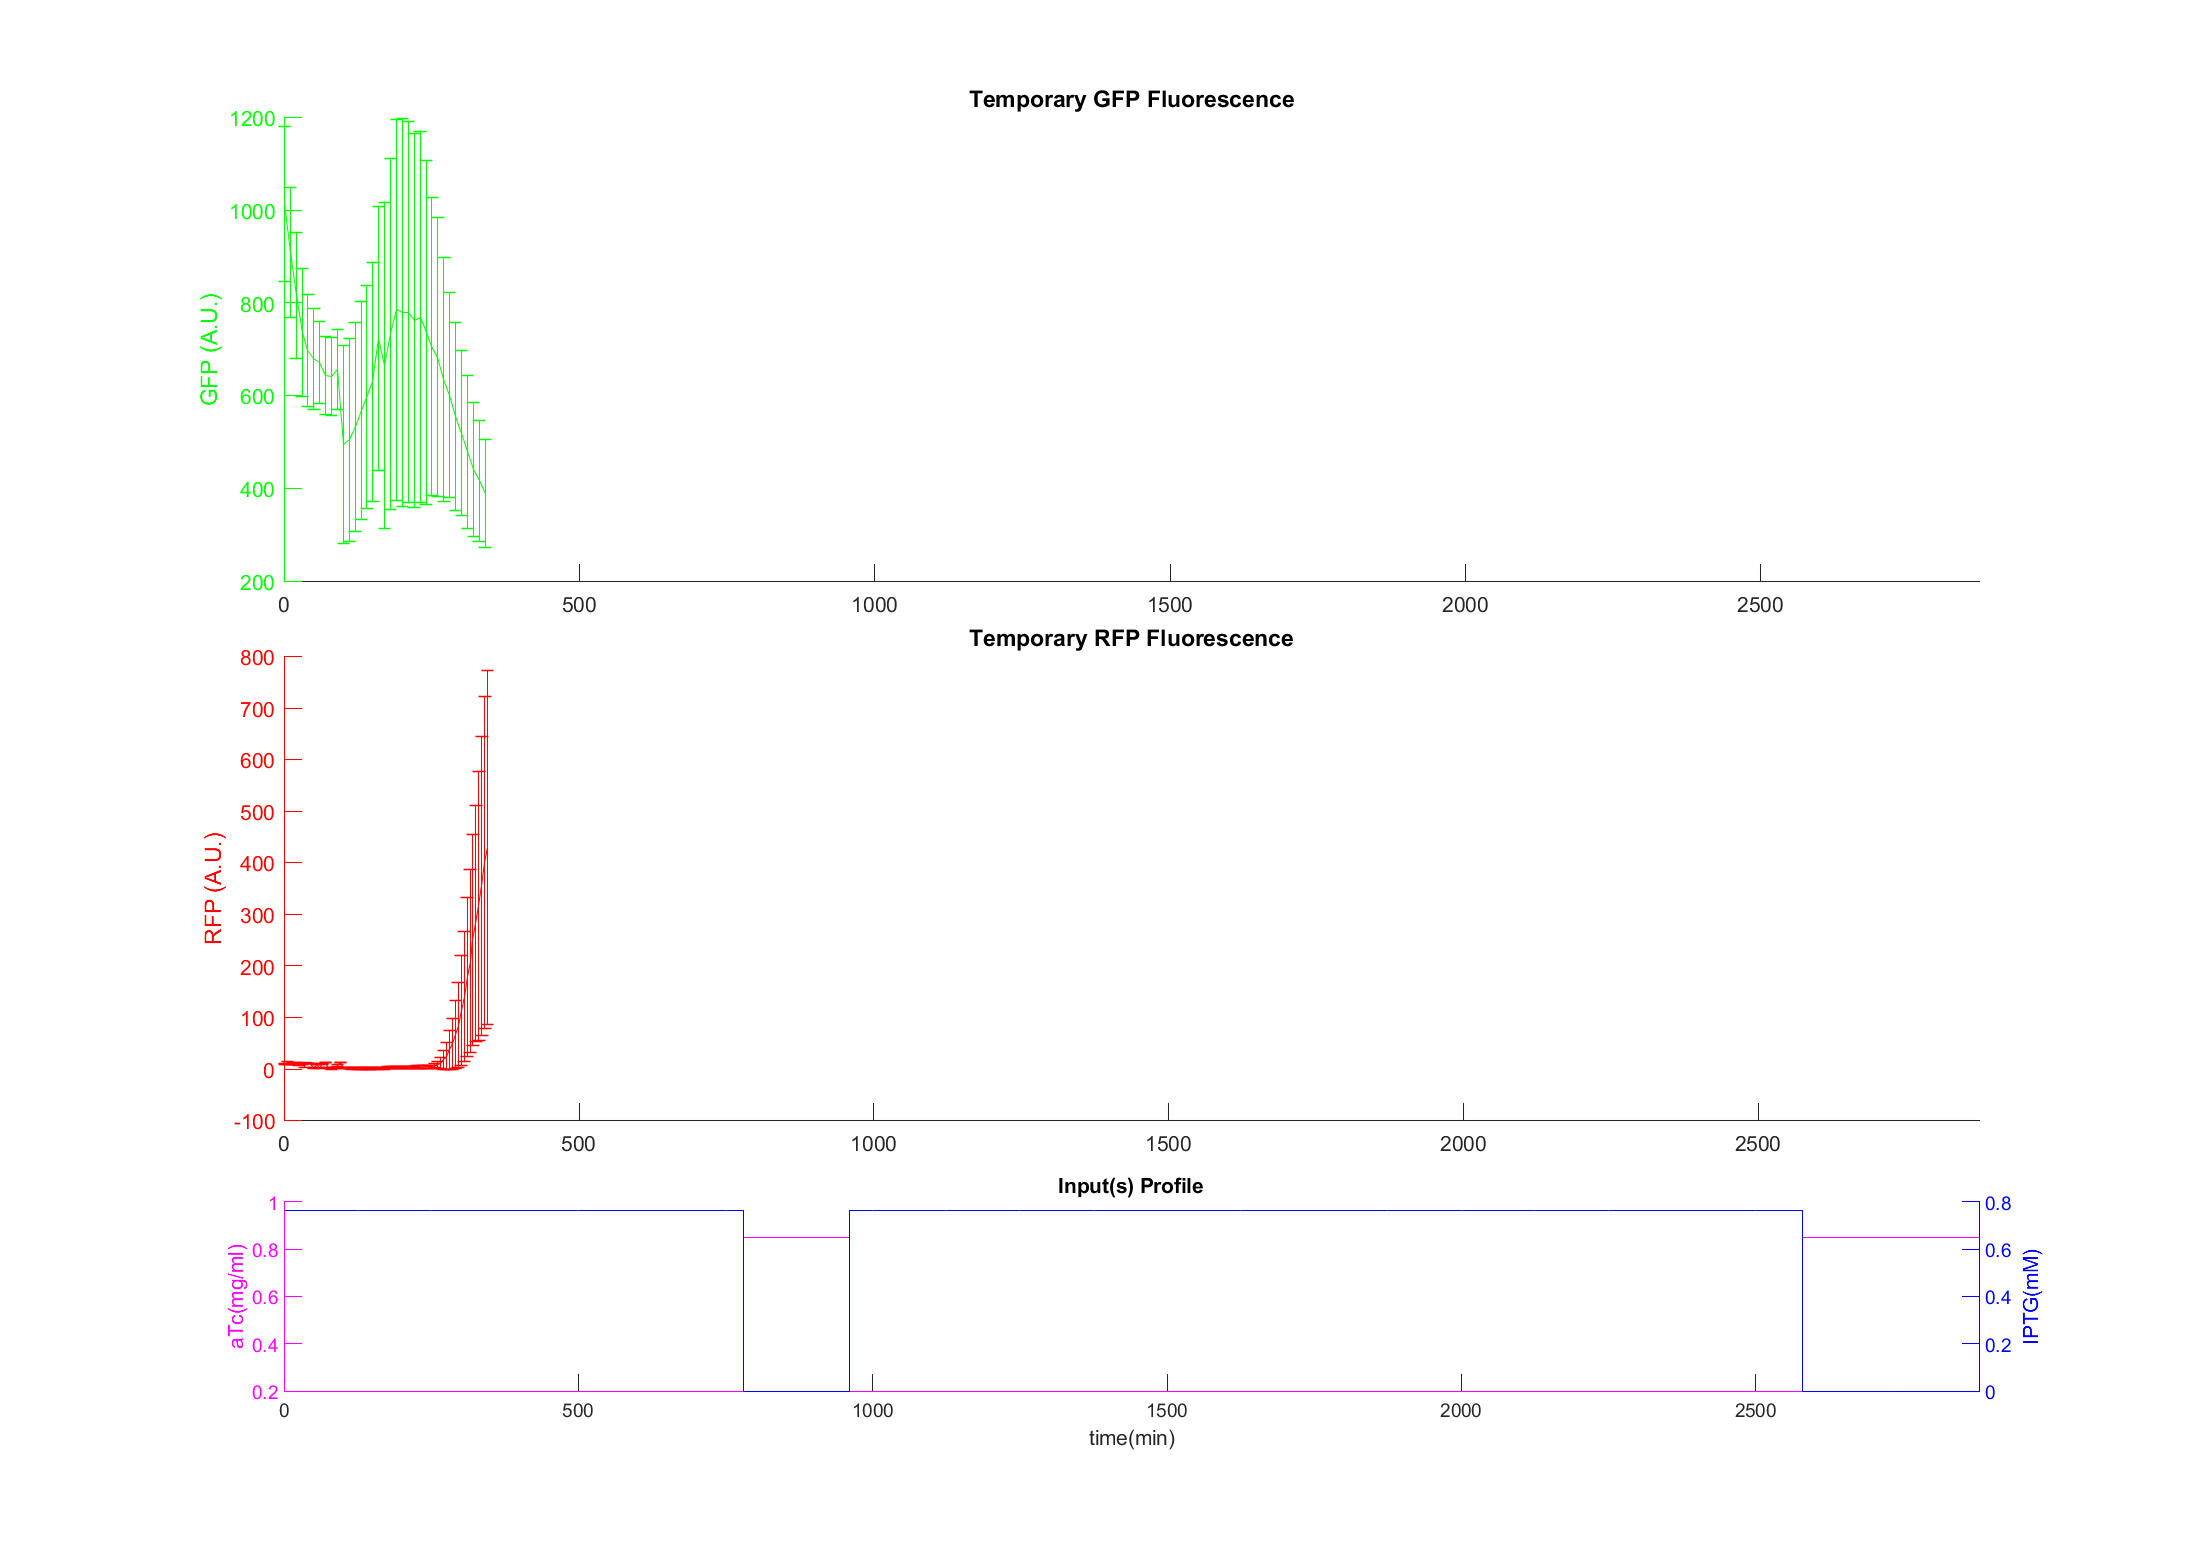 Temporary GFP Fluorescence
1200
1000
800
600
400
200
GFP (A.U.)
0 500 1000 1500 2000 2500
Temporary RFP Fluorescence
800
700
600
500
400
300
200
100
0
-100
RFP (A.U.)
0 500 1000 1500 2000 2500
Input(s) Profile
1
0.8
0.6
0.4
0.2
aTc(mg/ml)
0.8
0.6
0.4
0.2
0
IPTG(mM)
0 500 1000 1500 2000 2500
time(min)